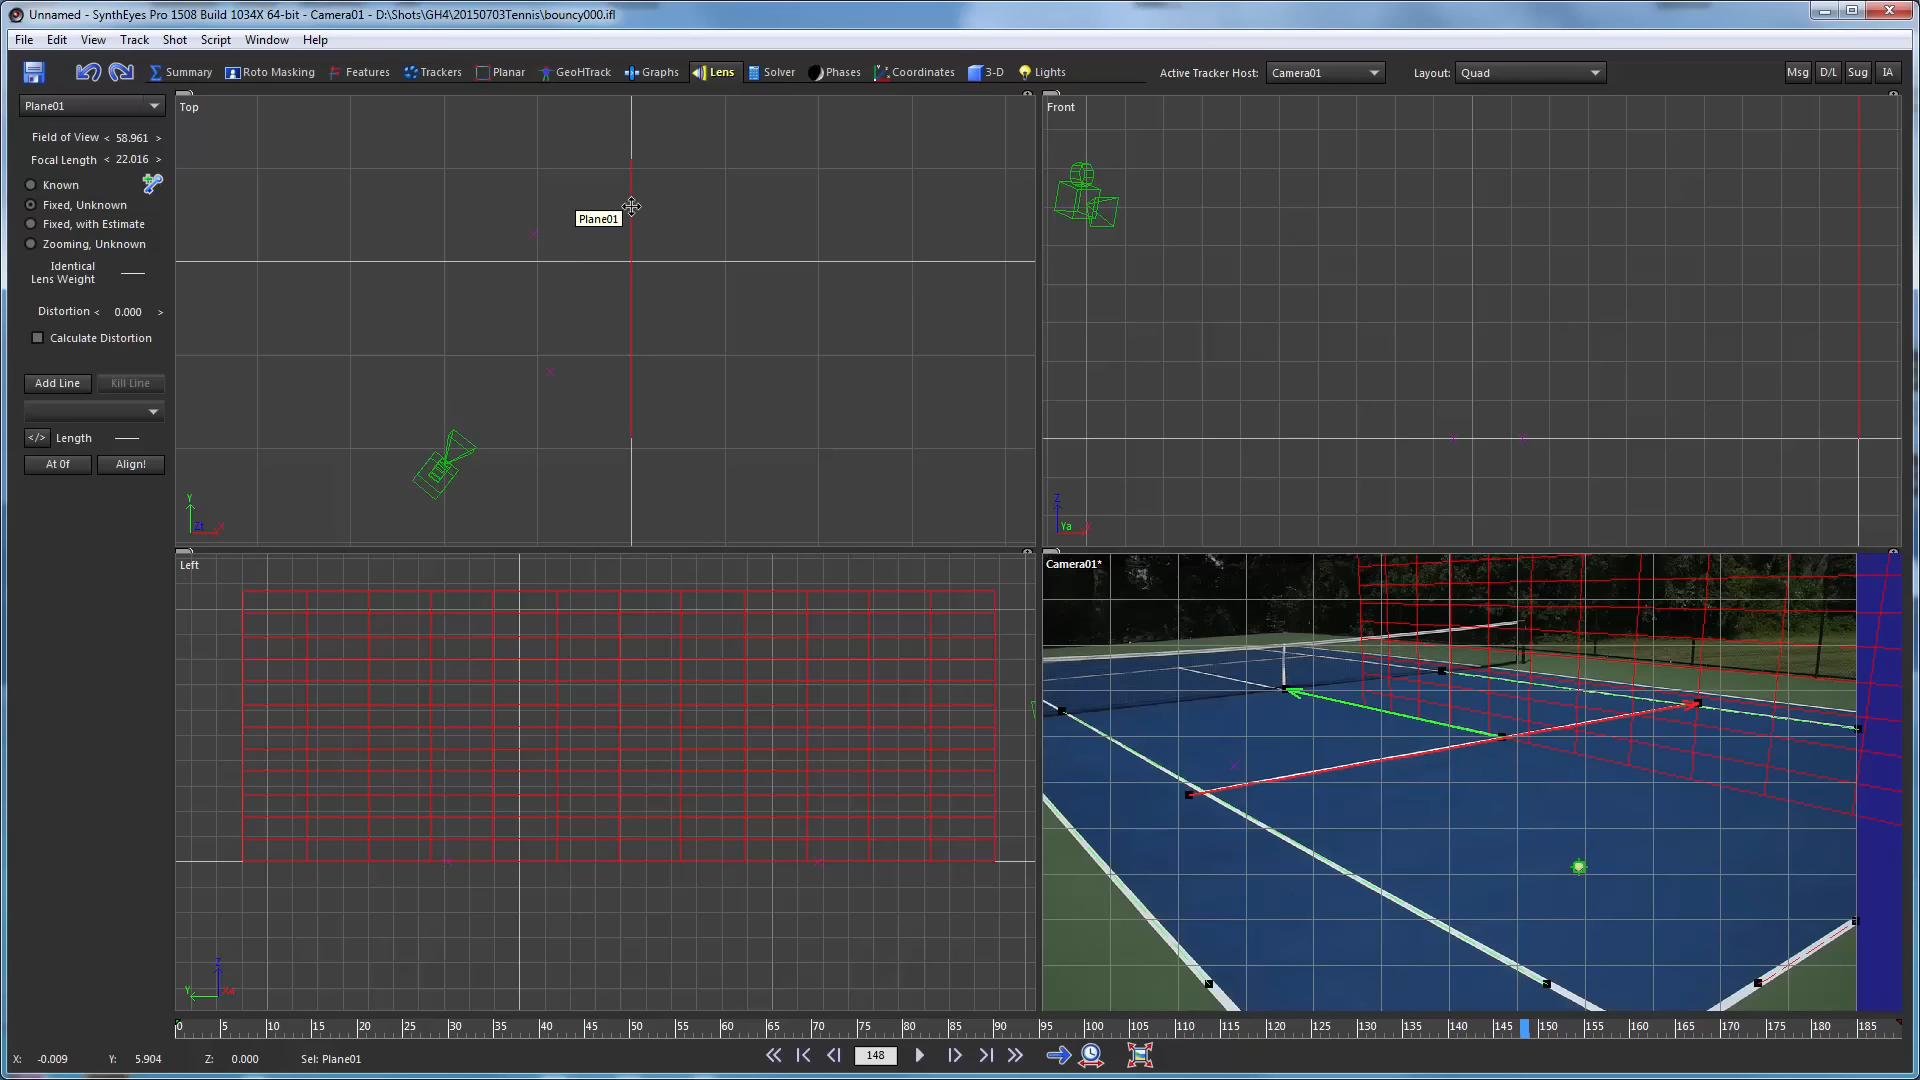 Unnamed - SynthEyes Pro 1508 Build 1034X 64-bit - Camera01 - D:\Shots\GH4\20150703Tennis\bouncy000.ifl
File Edit View Track Shot Script Window Help
Summary Roto Masking Features Trackers Planar GeoHTrack Graphs Lens Solver Phases Coordinates 3-D Lights Active Tracker Host: Camera01 Layout: Quad Msg D/L Sug IA
Plane01
Field of View < 58.961 >
Focal Length < 22.016 >
Known
Fixed, Unknown
Fixed, with Estimate
Zooming, Unknown
Identical
Lens Weight
Distortion < 0.000 >
Calculate Distortion
Add Line Kill Line
</> Length
At 0f Align!
Top
Plane01
Y
Zt X
Front
Z
Ya X
Left
Z
Y Xa
Camera01*
0 5 10 15 20 25 30 35 40 45 50 55 60 65 70 75 80 85 90 95 100 105 110 115 120 125 130 135 140 145 150 155 160 165 170 175 180 185
X: -0.009 Y: 5.904 Z: 0.000 Sel: Plane01
148